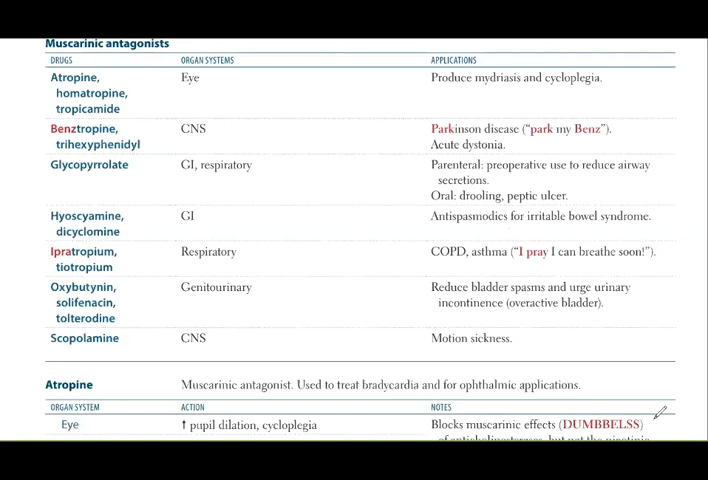 Muscarinic antagonists
DRUGS ORGAN SYSTEMS APPLICATIONS
Atropine, Eye Produce mydriasis and cycloplegia.
homatropine,
tropicamide
Benztropine, CNS Parkinson disease (“park my Benz”).
trihexyphenidyl Acute dystonia.
Glycopyrrolate GI, respiratory Parenteral: preoperative use to reduce airway
secretions.
Oral: drooling, peptic ulcer.
Hyoscyamine, GI Antispasmodics for irritable bowel syndrome.
dicyclomine
Ipratropium, Respiratory COPD, asthma (“I pray I can breathe soon!”).
tiotropium
Oxybutynin, Genitourinary Reduce bladder spasms and urge urinary
solifenacin, incontinence (overactive bladder).
tolterodine
Scopolamine CNS Motion sickness.
Atropine Muscarinic antagonist. Used to treat bradycardia and for ophthalmic applications.
ORGAN SYSTEM ACTION NOTES
Eye ↑ pupil dilation, cycloplegia Blocks muscarinic effects (DUMBBELSS)